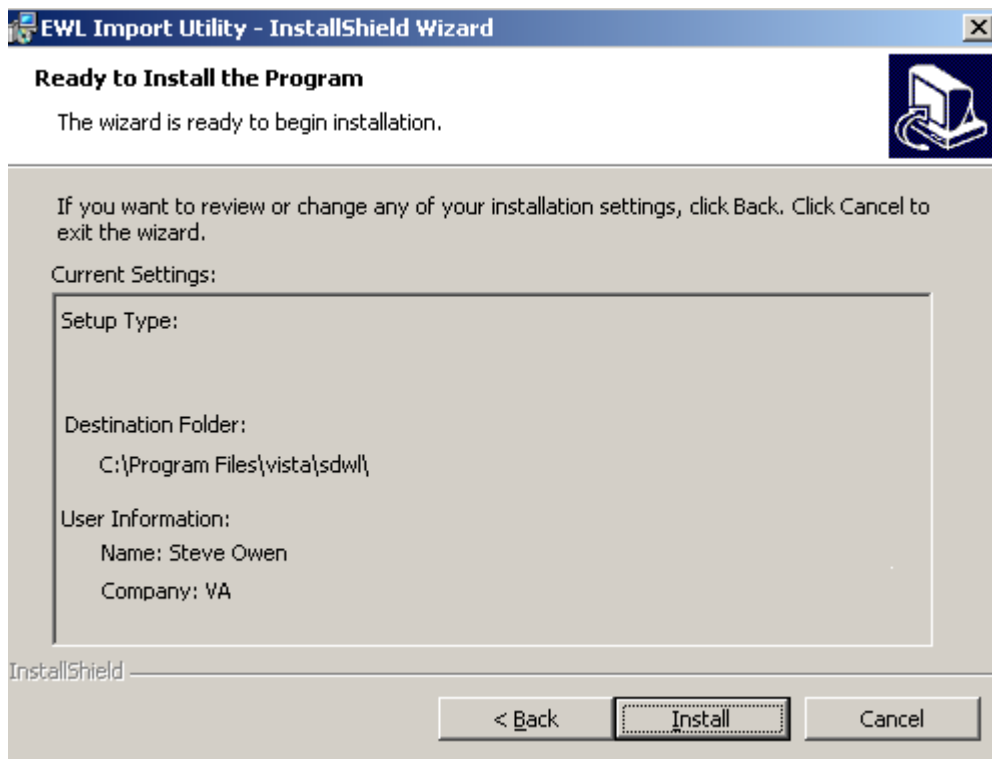 EWL Import Utility - InstallShield Wizard
Ready to Install the Program
The wizard is ready to begin installation.
If you want to review or change any of your installation settings, click Back. Click Cancel to
exit the wizard.
Current Settings:
Setup Type:
Destination Folder:
C:\Program Files\vista\sdwl\
User Information:
Name: Steve Owen
Company: VA
InstallShield
< Back
Install
Cancel